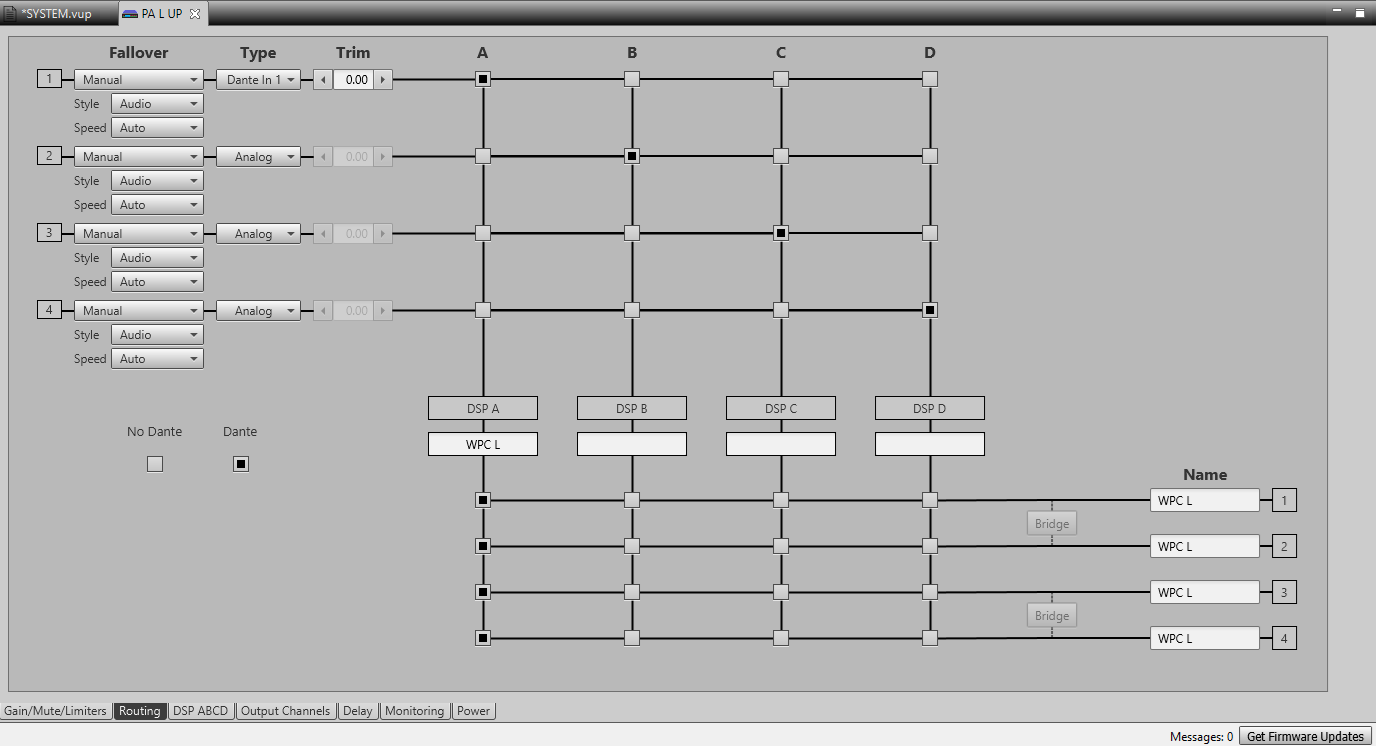 *SYSTEM.vup PA L UP
Fallover Type Trim A B C D
1 Manual Dante In 1 0.00
Style Audio
Speed Auto
2 Manual Analog 0.00
Style Audio
Speed Auto
3 Manual Analog 0.00
Style Audio
Speed Auto
4 Manual Analog 0.00
Style Audio
Speed Auto
DSP A DSP B DSP C DSP D
No Dante Dante
WPC L
Name
WPC L 1
Bridge
WPC L 2
WPC L 3
Bridge
WPC L 4
Gain/Mute/Limiters Routing DSP ABCD Output Channels Delay Monitoring Power
Messages: 0 Get Firmware Updates